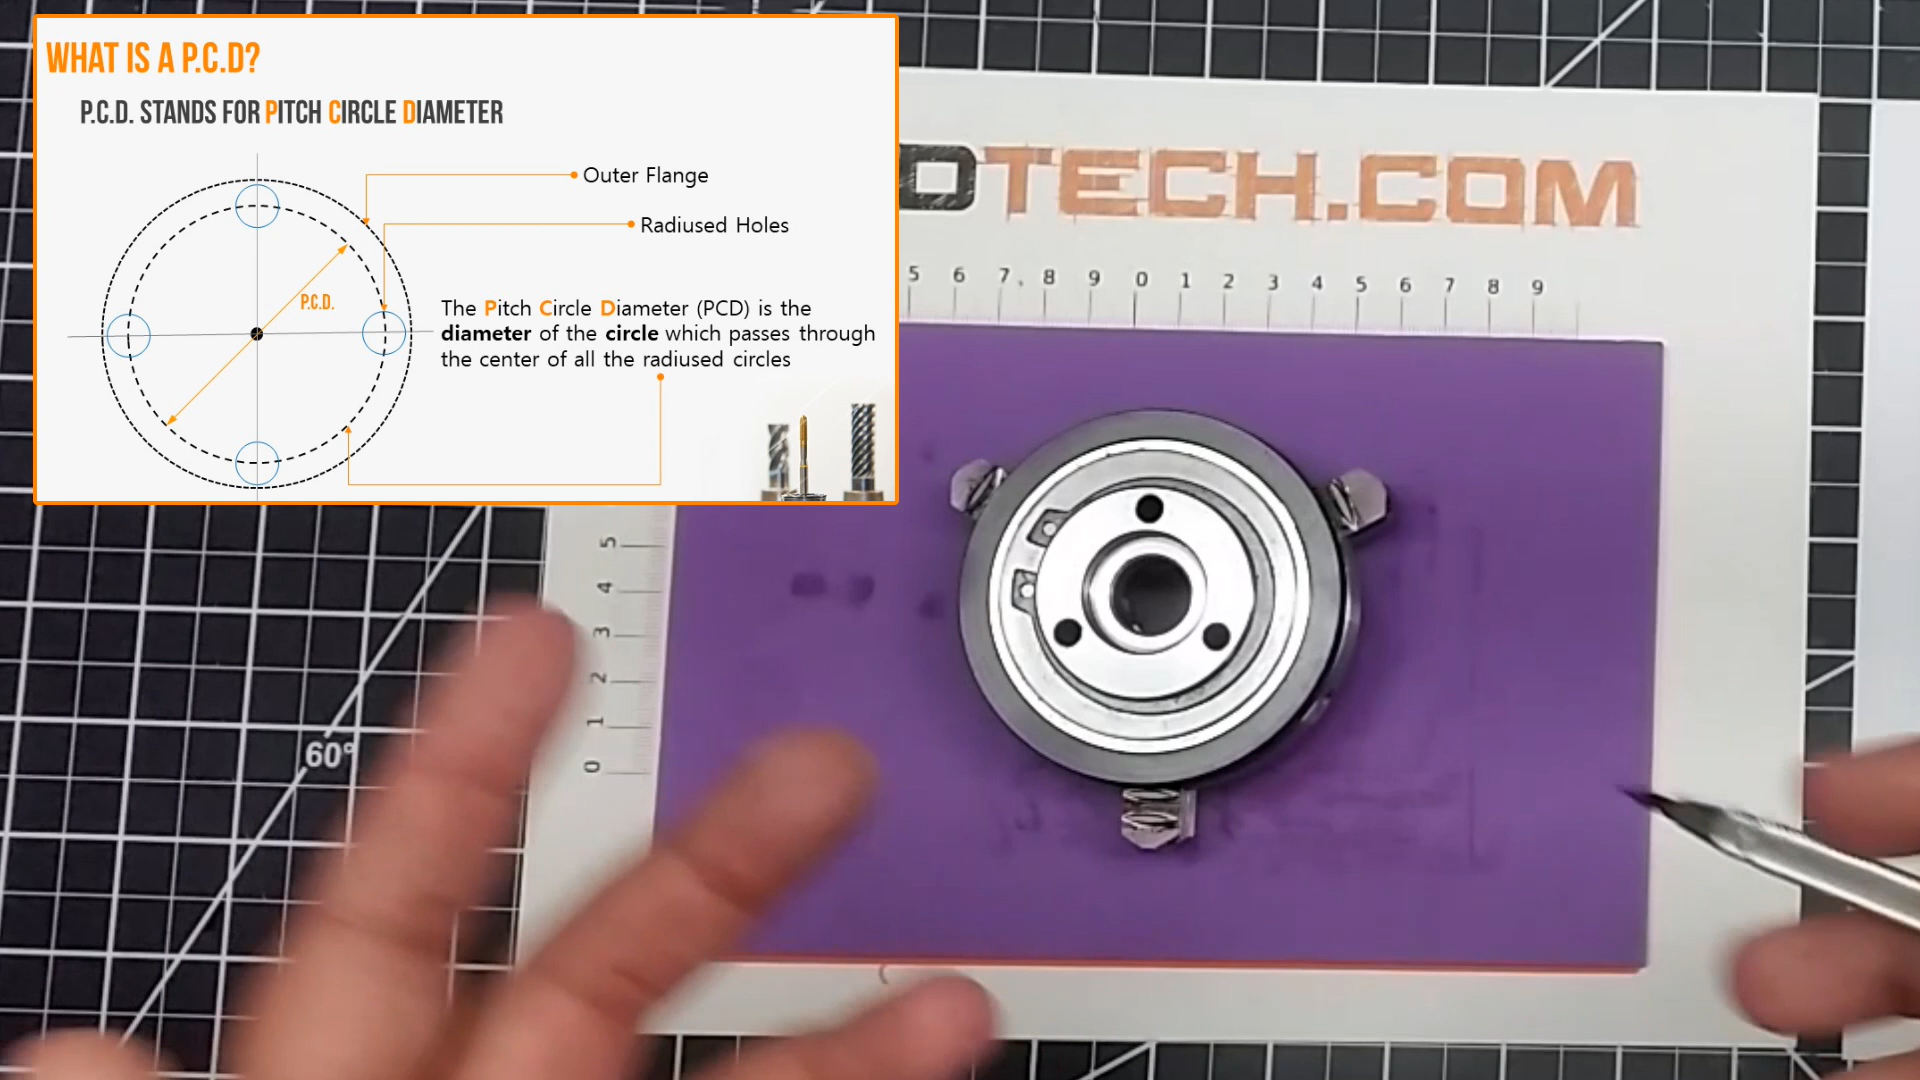 WHAT IS A P.C.D?
P.C.D. STANDS FOR PITCH CIRCLE DIAMETER
Outer Flange
Radiused Holes
P.C.D.
The Pitch Circle Diameter (PCD) is the
diameter of the circle which passes through
the center of all the radiused circles
OTECH.COM
5 6 7. 8 9 0 1 2 3 4 5 6 7 8 9
5
4
3
2
1
0
60°